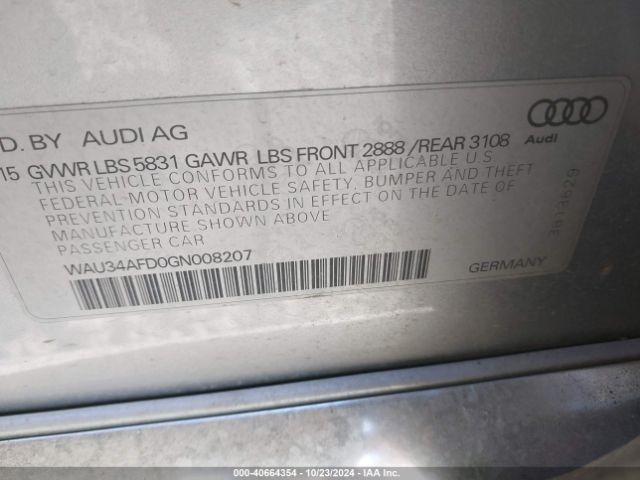 D. BY AUDI AG
15 GVWR LBS 5831 GAWR LBS FRONT 2888 / REAR 3108
THIS VEHICLE CONFORMS TO ALL APPLICABLE U.S
FEDERAL MOTOR VEHICLE SAFETY, BUMPER AND THEFT
PREVENTION STANDARDS IN EFFECT ON THE DATE OF
MANUFACTURE SHOWN ABOVE
PASSENGER CAR
WAU34AFD0GN008207
GERMANY
Audi
3813629
000-40664354 | 10/23/2024 | IAA Inc.